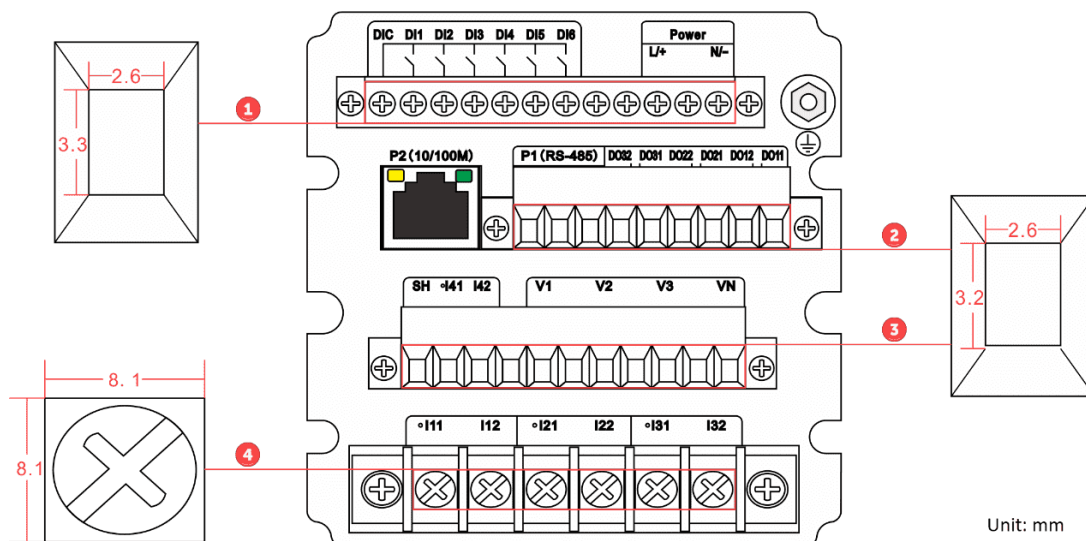 DIC DI1 DI2 DI3 DI4 DI5 DI6
Power
L/+ N/-
2.6
3.3
1
P2 (10/100M)
P1 (RS-485) DO32 DO31 DO22 DO21 DO12 DO11
2
2.6
3.2
SH °I41 I42 V1 V2 V3 VN
3
8.1
8.1
°I11 I12 °I21 I22 °I31 I32
4
Unit: mm